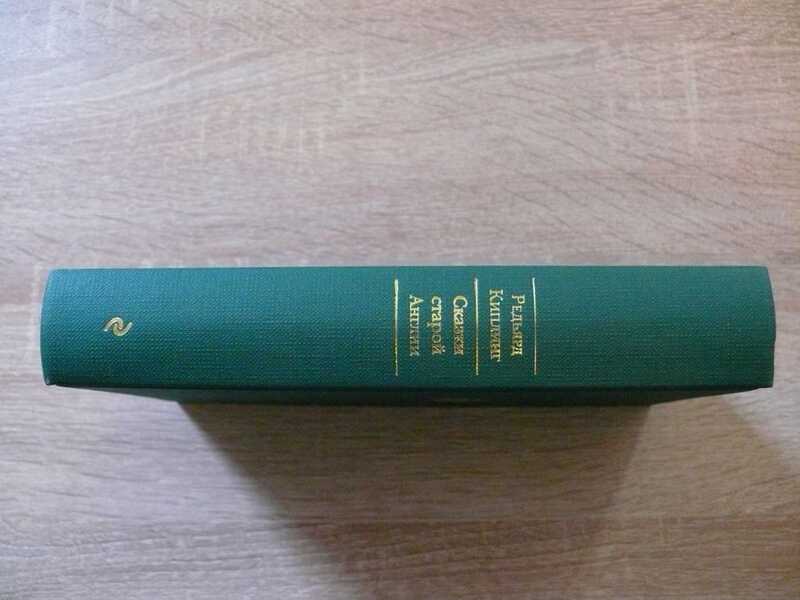 Редьярд
Киплинг
Сказки
старой
Англии